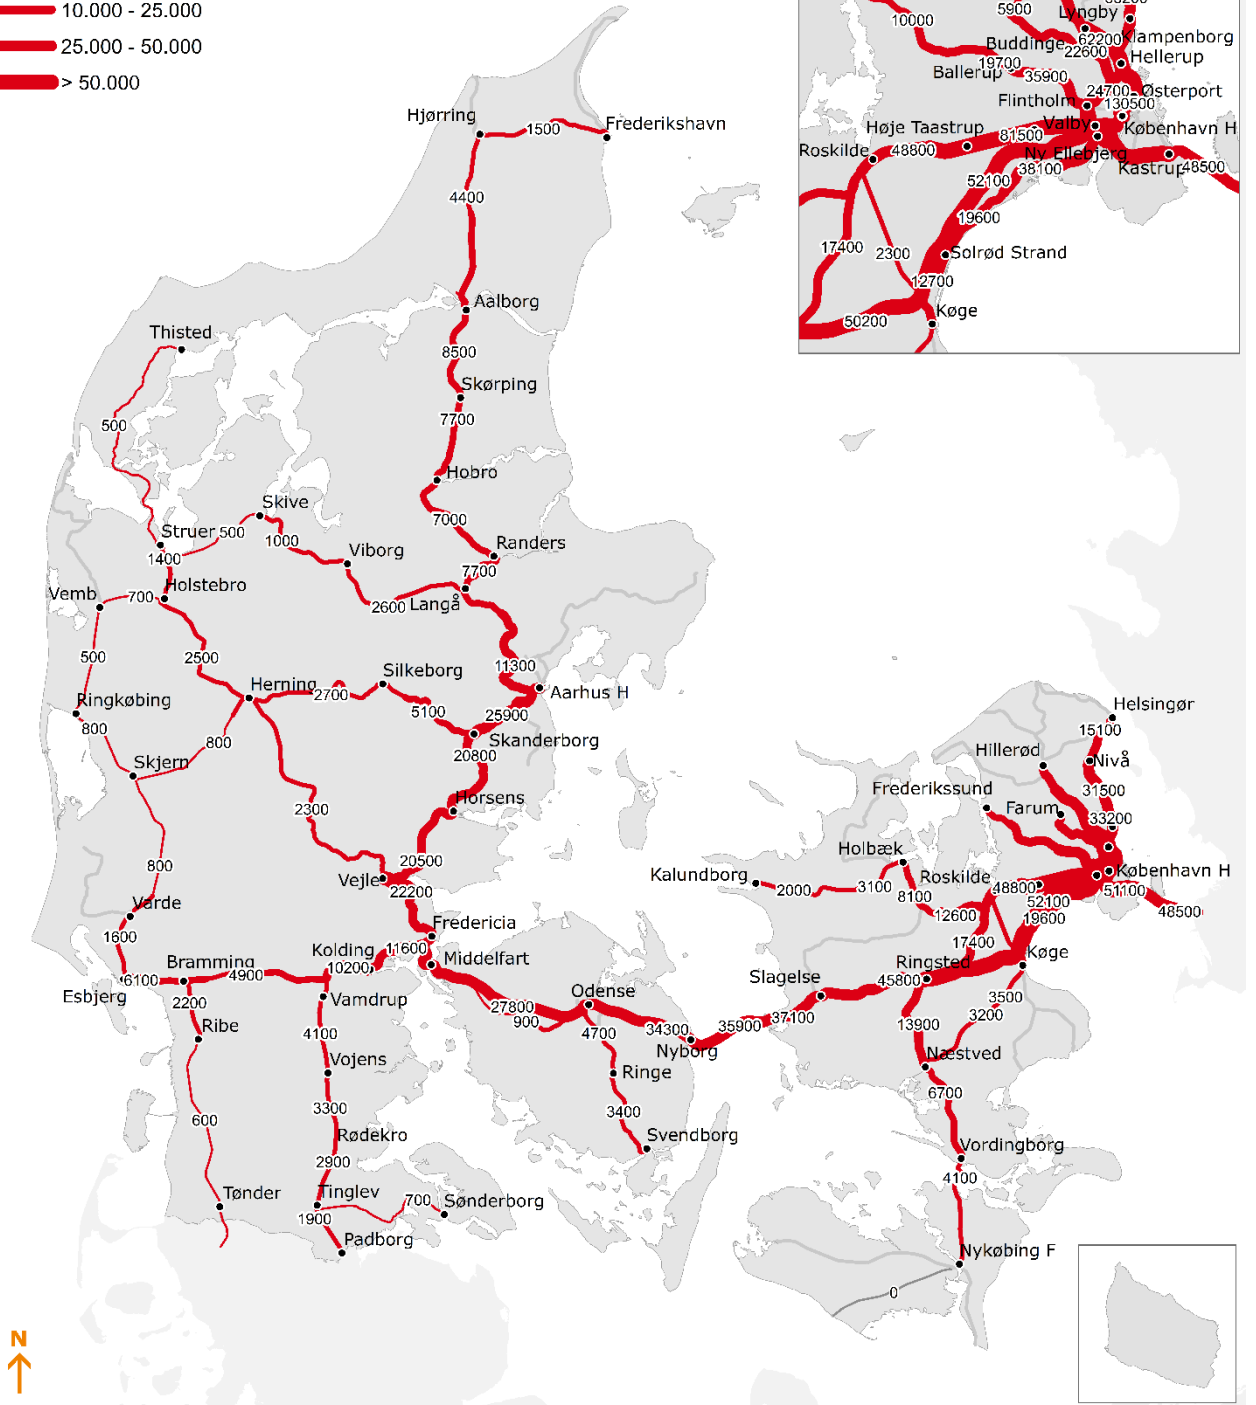 10.000 - 25.000
25.000 - 50.000
> 50.000
10000
5900
Lyngby
62200
Klampenborg
Buddinge
22600
Hellerup
19700
Ballerup
35900
24700
Østerport
Flintholm
130500
Høje Taastrup
81500
Valby
København H
Roskilde
48800
Ny Ellebjerg
38100
Kastrup
48500
52100
19600
17400
2300
Solrød Strand
12700
50200
Køge
Hjørring
1500
Frederikshavn
4400
Aalborg
Thisted
8500
Skørping
500
7700
Hobro
Skive
7000
Struer
500
1000
Viborg
Randers
1400
7700
Vemb
700
Holstebro
2600
Langå
500
2500
11300
Silkeborg
Herning
2700
Aarhus H
Ringkøbing
5100
25900
800
800
Skanderborg
20800
Skjern
Horsens
2300
800
20500
Vejle
22200
Varde
1600
Fredericia
Kolding
11600
Middelfart
Bramming
6100
4900
10200
Esbjerg
2200
Vamdrup
27800
Odense
900
Ribe
4100
4700
34300
Nyborg
35900
37100
Vojens
Ringe
3300
3400
600
Rødekro
Svendborg
2900
Tønder
Tinglev
700
Sønderborg
1900
Padborg
Helsingør
15100
Hillerød
Nivå
Frederikssund
31500
Farum
33200
Holbæk
Kalundborg
2000
3100
Roskilde
48800
København H
8100
52100
51100
12600
19600
48500
17400
Køge
Slagelse
Ringsted
45800
3500
13900
3200
Næstved
6700
Vordingborg
4100
Nykøbing F
0
N